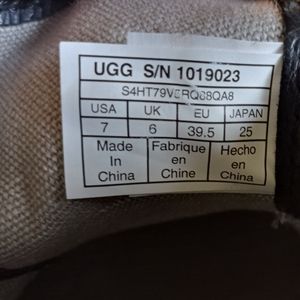 UGG S/N 1019023
USA UK EU JAPAN
7 6 39.5 25
Made In China
Fabrique en Chine
Hecho en China